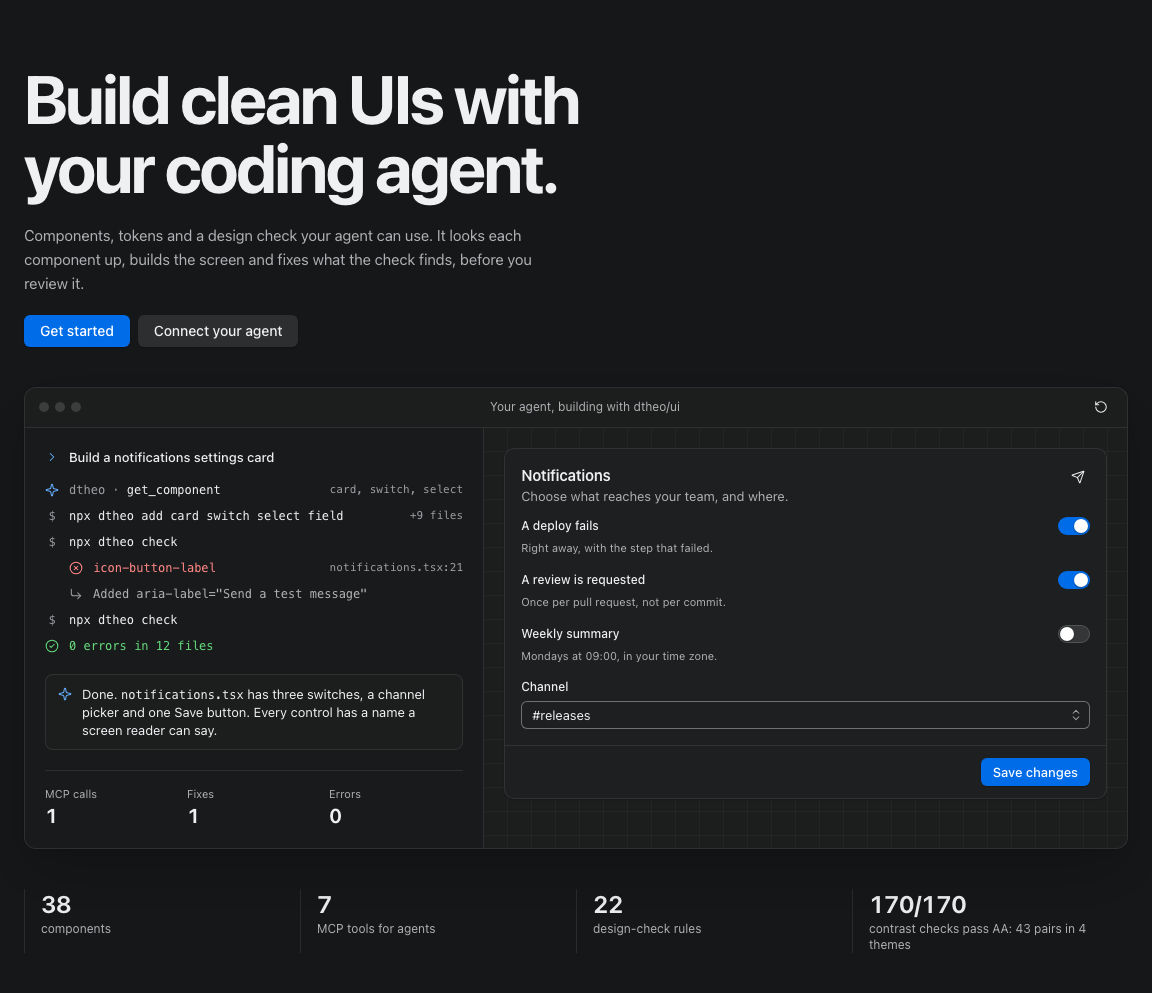 Build clean UIs with
your coding agent.
Components, tokens and a design check your agent can use. It looks each
component up, builds the screen and fixes what the check finds, before you
review it.
Get started
Connect your agent
Your agent, building with dtheo/ui
Build a notifications settings card
dtheo · get_component
card, switch, select
$ npx dtheo add card switch select field
+9 files
$ npx dtheo check
icon-button-label
notifications.tsx:21
Added aria-label="Send a test message"
$ npx dtheo check
0 errors in 12 files
Done. notifications.tsx has three switches, a channel
picker and one Save button. Every control has a name a
screen reader can say.
MCP calls
1
Fixes
1
Errors
0
Notifications
Choose what reaches your team, and where.
A deploy fails
Right away, with the step that failed.
A review is requested
Once per pull request, not per commit.
Weekly summary
Mondays at 09:00, in your time zone.
Channel
#releases
Save changes
38
components
7
MCP tools for agents
22
design-check rules
170/170
contrast checks pass AA: 43 pairs in 4
themes